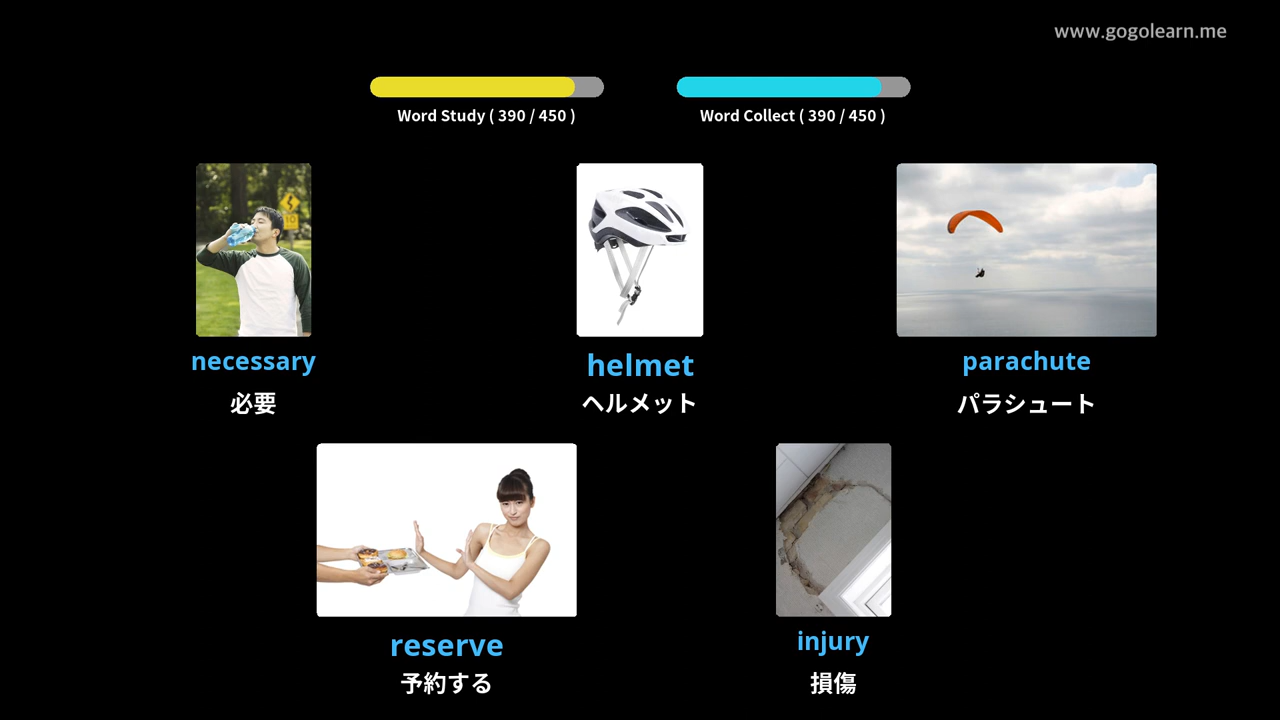 www.gogolearn.me
Word Study ( 390 / 450 )
Word Collect ( 390 / 450 )
necessary
必要
helmet
ヘルメット
parachute
パラシュート
reserve
予約する
injury
損傷